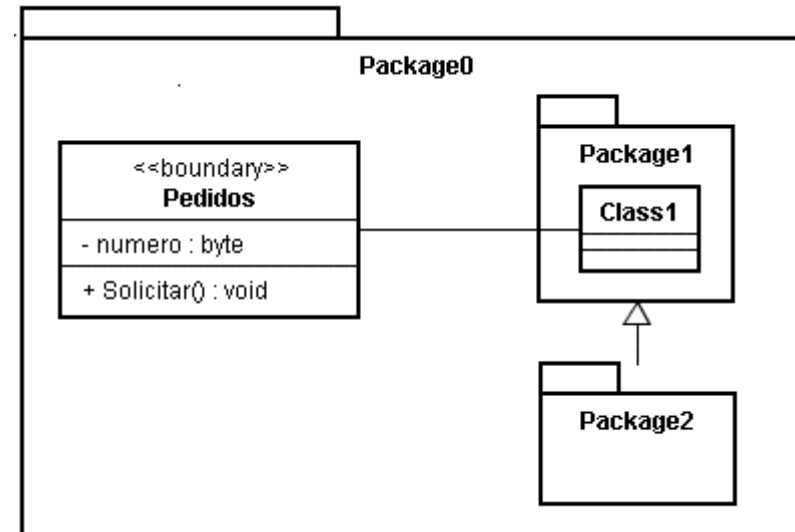 Package0
<<boundary>>
Pedidos
- numero : byte
+ Solicitar() : void
Package1
Class1
Package2